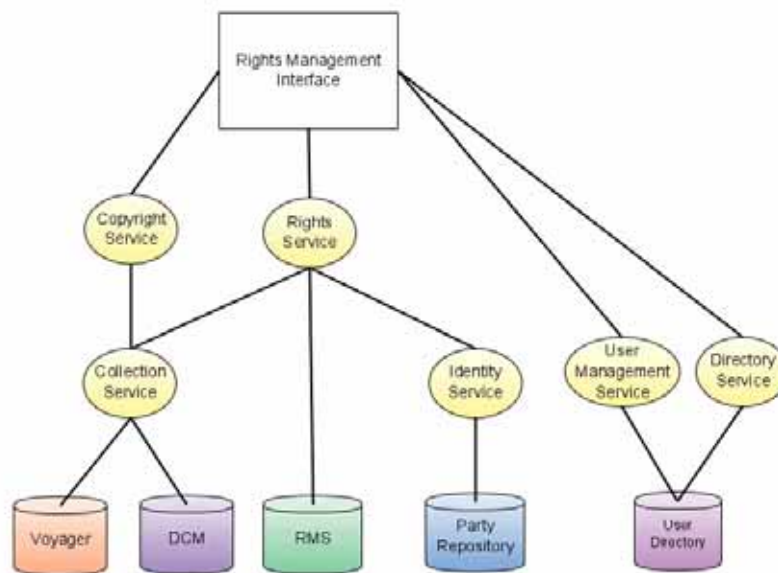 Rights Management
Interface
Copyright
Service
Rights
Service
Collection
Service
Identity
Service
User
Management
Service
Directory
Service
Voyager
DCM
RMS
Party
Repository
User
Directory